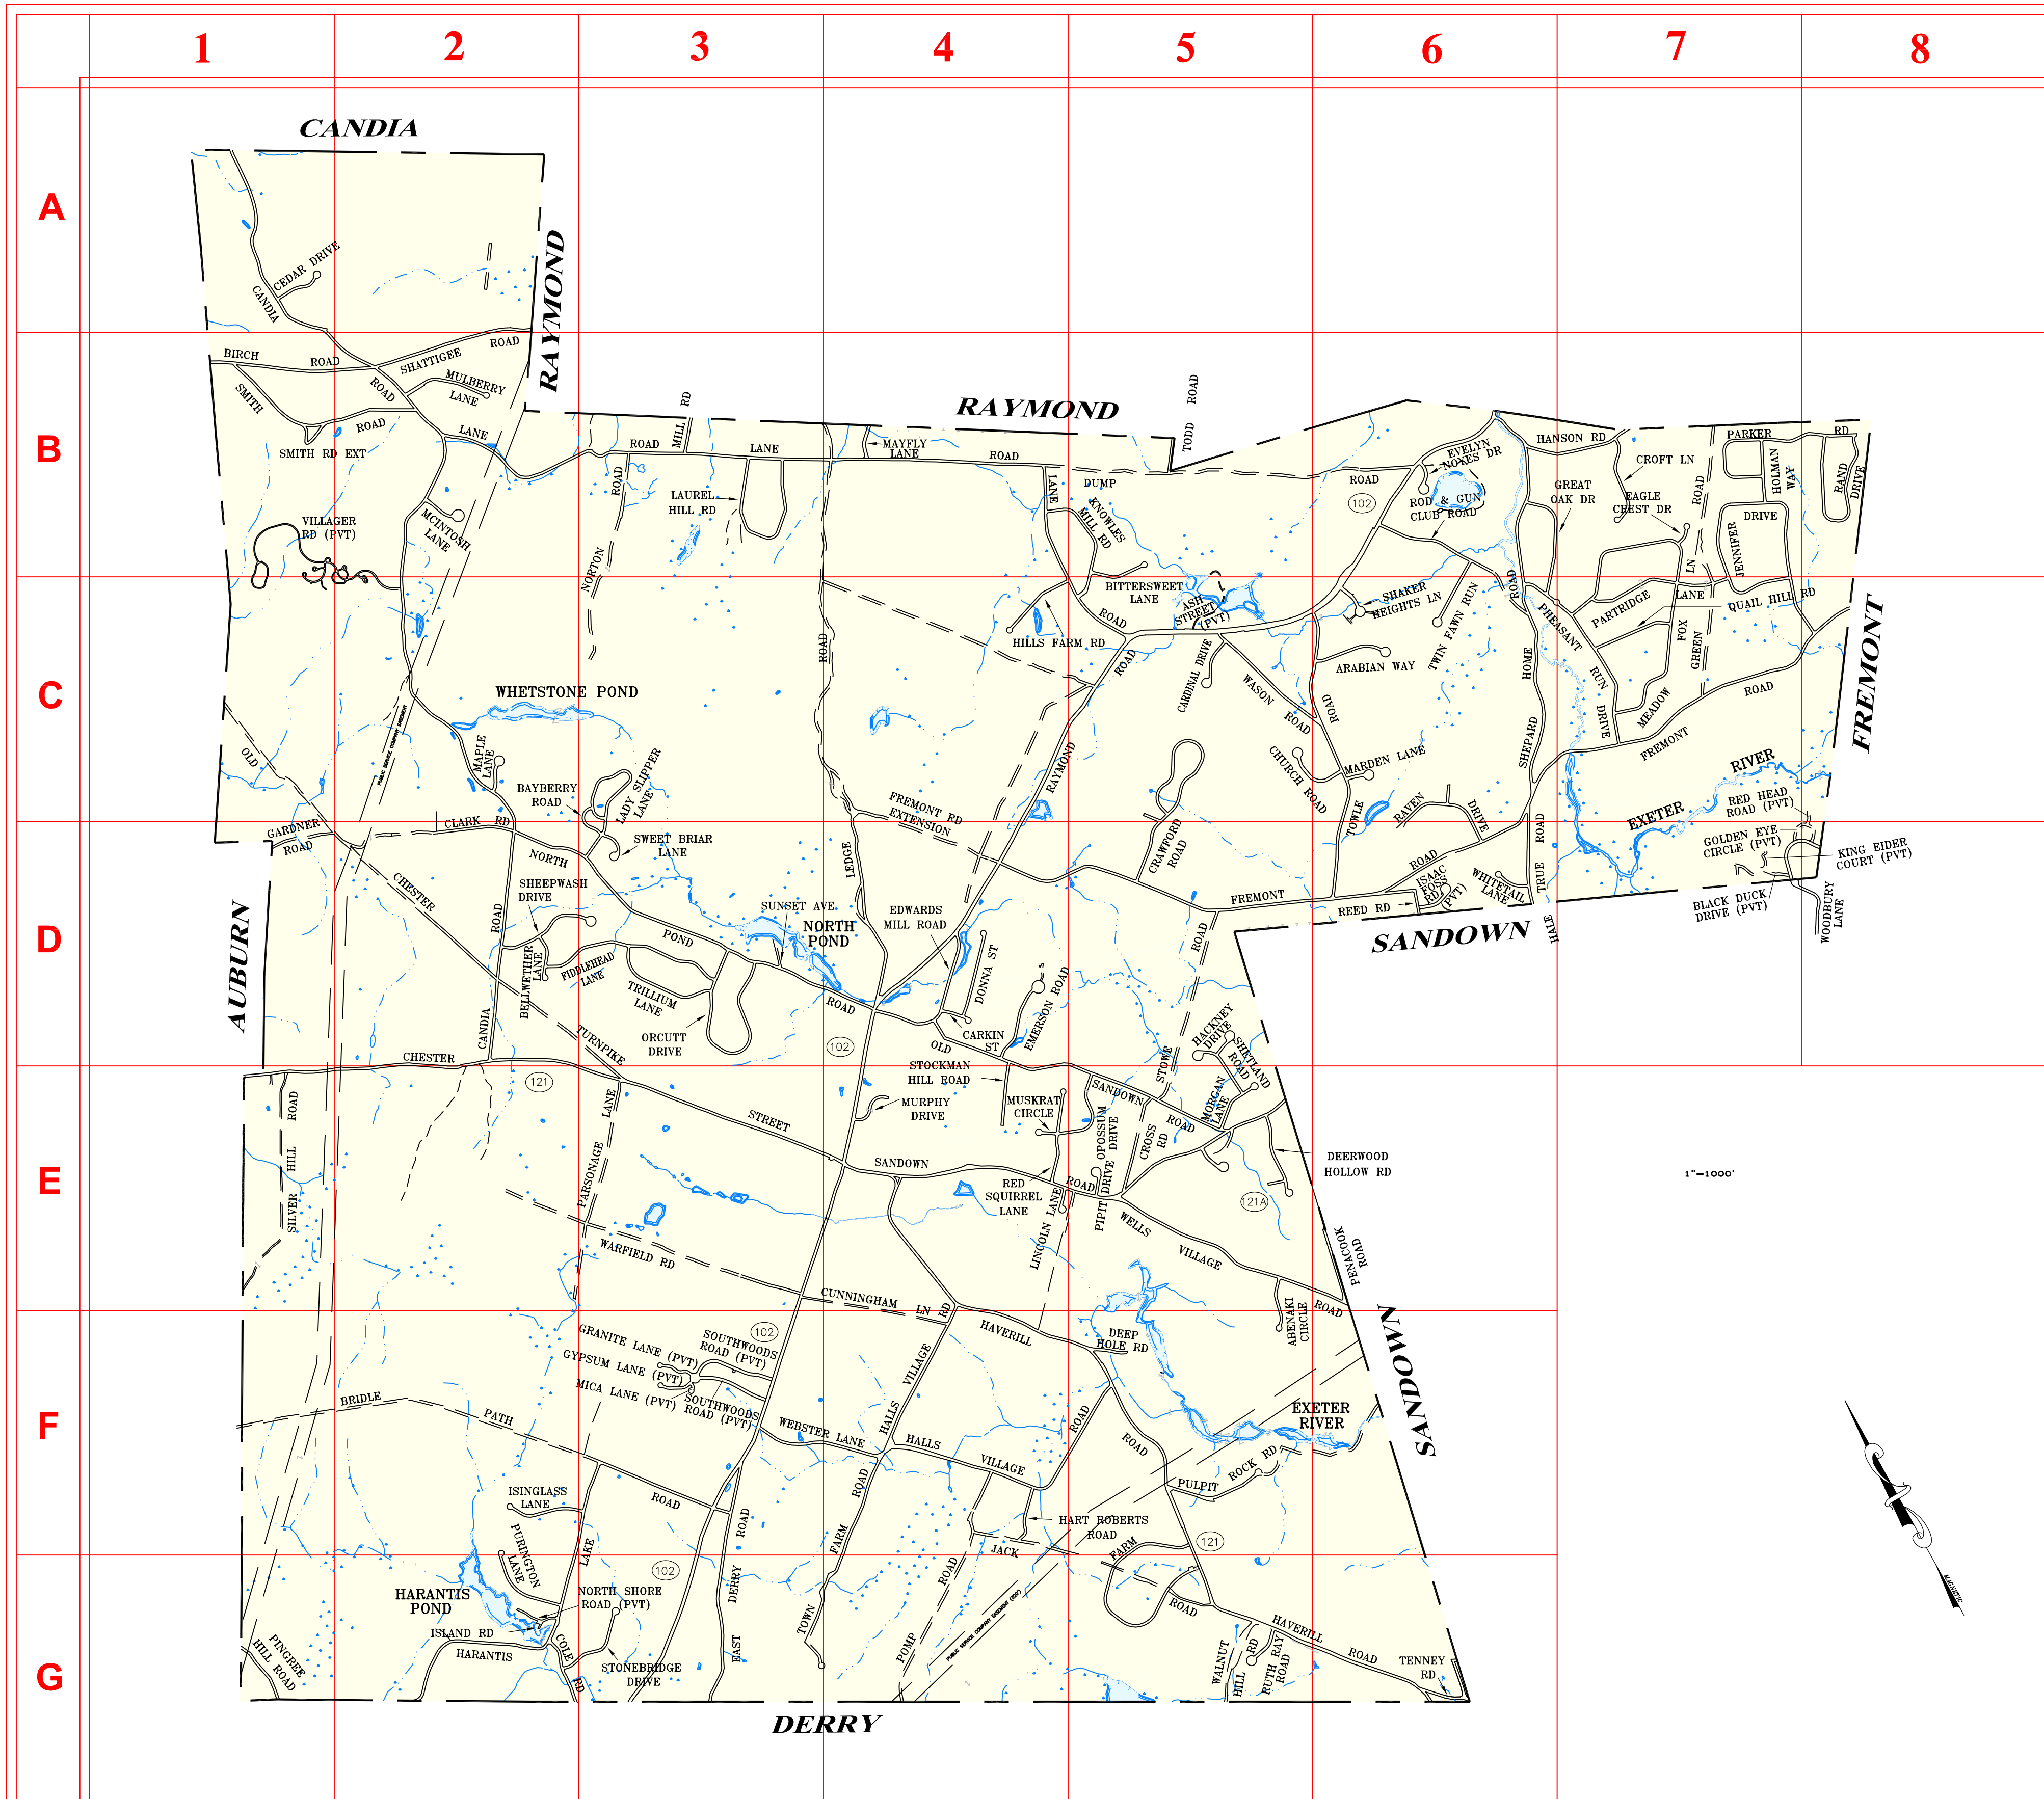 1 2 3 4 5 6 7 8
A
B
C
D
E
F
G
CANDIA
RAYMOND
RAYMOND
AUBURN
FREMONT
SANDOWN
SANDOWN
DERRY
CEDAR DRIVE
CANDIA
ROAD
BIRCH ROAD
SHATTIGEE ROAD
MULBERRY
LANE
SMITH ROAD
SMITH RD EXT
LANE ROAD
MILL RD
LANE
MAYFLY
LANE
ROAD
TODD ROAD
DUMP ROAD
NORTON ROAD
LAUREL
HILL RD
LANE
KNOWLES
MILL RD
VILLAGER
RD (PVT)
MCINTOSH
LANE
EVELYN
NOYES DR
102
ROD & GUN
CLUB ROAD
HANSON RD
CROFT LN
GREAT
OAK DR
EAGLE
CREST DR
PARKER RD
HOLMAN
WAY
RAND
DRIVE
DRIVE
JENNIFER
ROAD
LN
BITTERSWEET
LANE
ASH
STREET
(PVT)
ROAD
HILLS FARM RD
ROAD
SHAKER
HEIGHTS LN
TWIN FAWN RUN
ARABIAN WAY
CARDINAL DRIVE
WASON
ROAD
ROAD
ROAD
HOME
SHEPARD
PHEASANT
RUN
DRIVE
PARTRIDGE
LANE
QUAIL HILL RD
FOX
GREEN
MEADOW
FREMONT ROAD
EXETER RIVER
WHETSTONE POND
PUBLIC SERVICE COMPANY EASEMENT
OLD
MAPLE
LANE
BAYBERRY
ROAD
LADY SLIPPER
LANE
SWEET BRIAR
LANE
RAYMOND
FREMONT RD
EXTENSION
CHURCH ROAD
MARDEN LANE
TOWLE
RAVEN DRIVE
RED HEAD
ROAD (PVT)
GOLDEN EYE
CIRCLE (PVT)
KING EIDER
COURT (PVT)
BLACK DUCK
DRIVE (PVT)
WOODBURY
LANE
GARDNER
ROAD
CLARK RD
CHESTER
NORTH
POND
ROAD
SHEEPWASH
DRIVE
ROAD
CANDIA
BELLWETHER
LANE
FIDDLEHEAD
LANE
TRILLIUM
LANE
ORCUTT
DRIVE
SUNSET AVE.
NORTH
POND
LEDGE
ROAD
EDWARDS
MILL ROAD
DONNA ST
CARKIN
ST
EMERSON ROAD
CRAWFORD
ROAD
FREMONT
ROAD
REED RD
ISAAC
FOSS
RD
(PVT)
WHITETAIL
LANE
TRUE ROAD
HALE
STOWE ROAD
HACKNEY
DRIVE
SHETLAND
ROAD
MORGAN
LANE
102
OLD
SANDOWN
ROAD
TURNPIKE
CHESTER
121
STREET
STOCKMAN
HILL ROAD
MURPHY
DRIVE
MUSKRAT
CIRCLE
OPOSSUM
DRIVE
CROSS
RD
DEERWOOD
HOLLOW RD
121A
SANDOWN
ROAD
RED
SQUIRREL
LANE
LINCOLN LANE
PIPIT DRIVE
WELLS
VILLAGE
ROAD
PENACOOK
ROAD
ABENAKI
CIRCLE
SILVER HILL ROAD
PARSONAGE LANE
WARFIELD RD
CUNNINGHAM LN
RD
1"=1000'
102
SOUTHWOODS
ROAD (PVT)
GRANITE LANE (PVT)
GYPSUM LANE (PVT)
MICA LANE (PVT)
SOUTHWOODS
ROAD (PVT)
HAVERILL
ROAD
DEEP
HOLE RD
HALLS VILLAGE
WEBSTER LANE
HALLS
VILLAGE
ROAD
EXETER
RIVER
PULPIT
ROCK RD
BRIDLE
PATH
ROAD
ISINGLASS
LANE
PURINGTON
LANE
LAKE
102
EAST DERRY ROAD
TOWN FARM ROAD
HART ROBERTS
ROAD
JACK
POMP ROAD
FARM
ROAD
121
PUBLIC SERVICE COMPANY EASEMENT
HARANTIS
POND
NORTH SHORE
ROAD (PVT)
ISLAND RD
HARANTIS
COLE
RD
STONEBRIDGE
DRIVE
PINGREE
HILL ROAD
WALNUT
HILL
RD
RUTH RAY
ROAD
HAVERILL
ROAD
TENNEY
RD
MAGNETIC